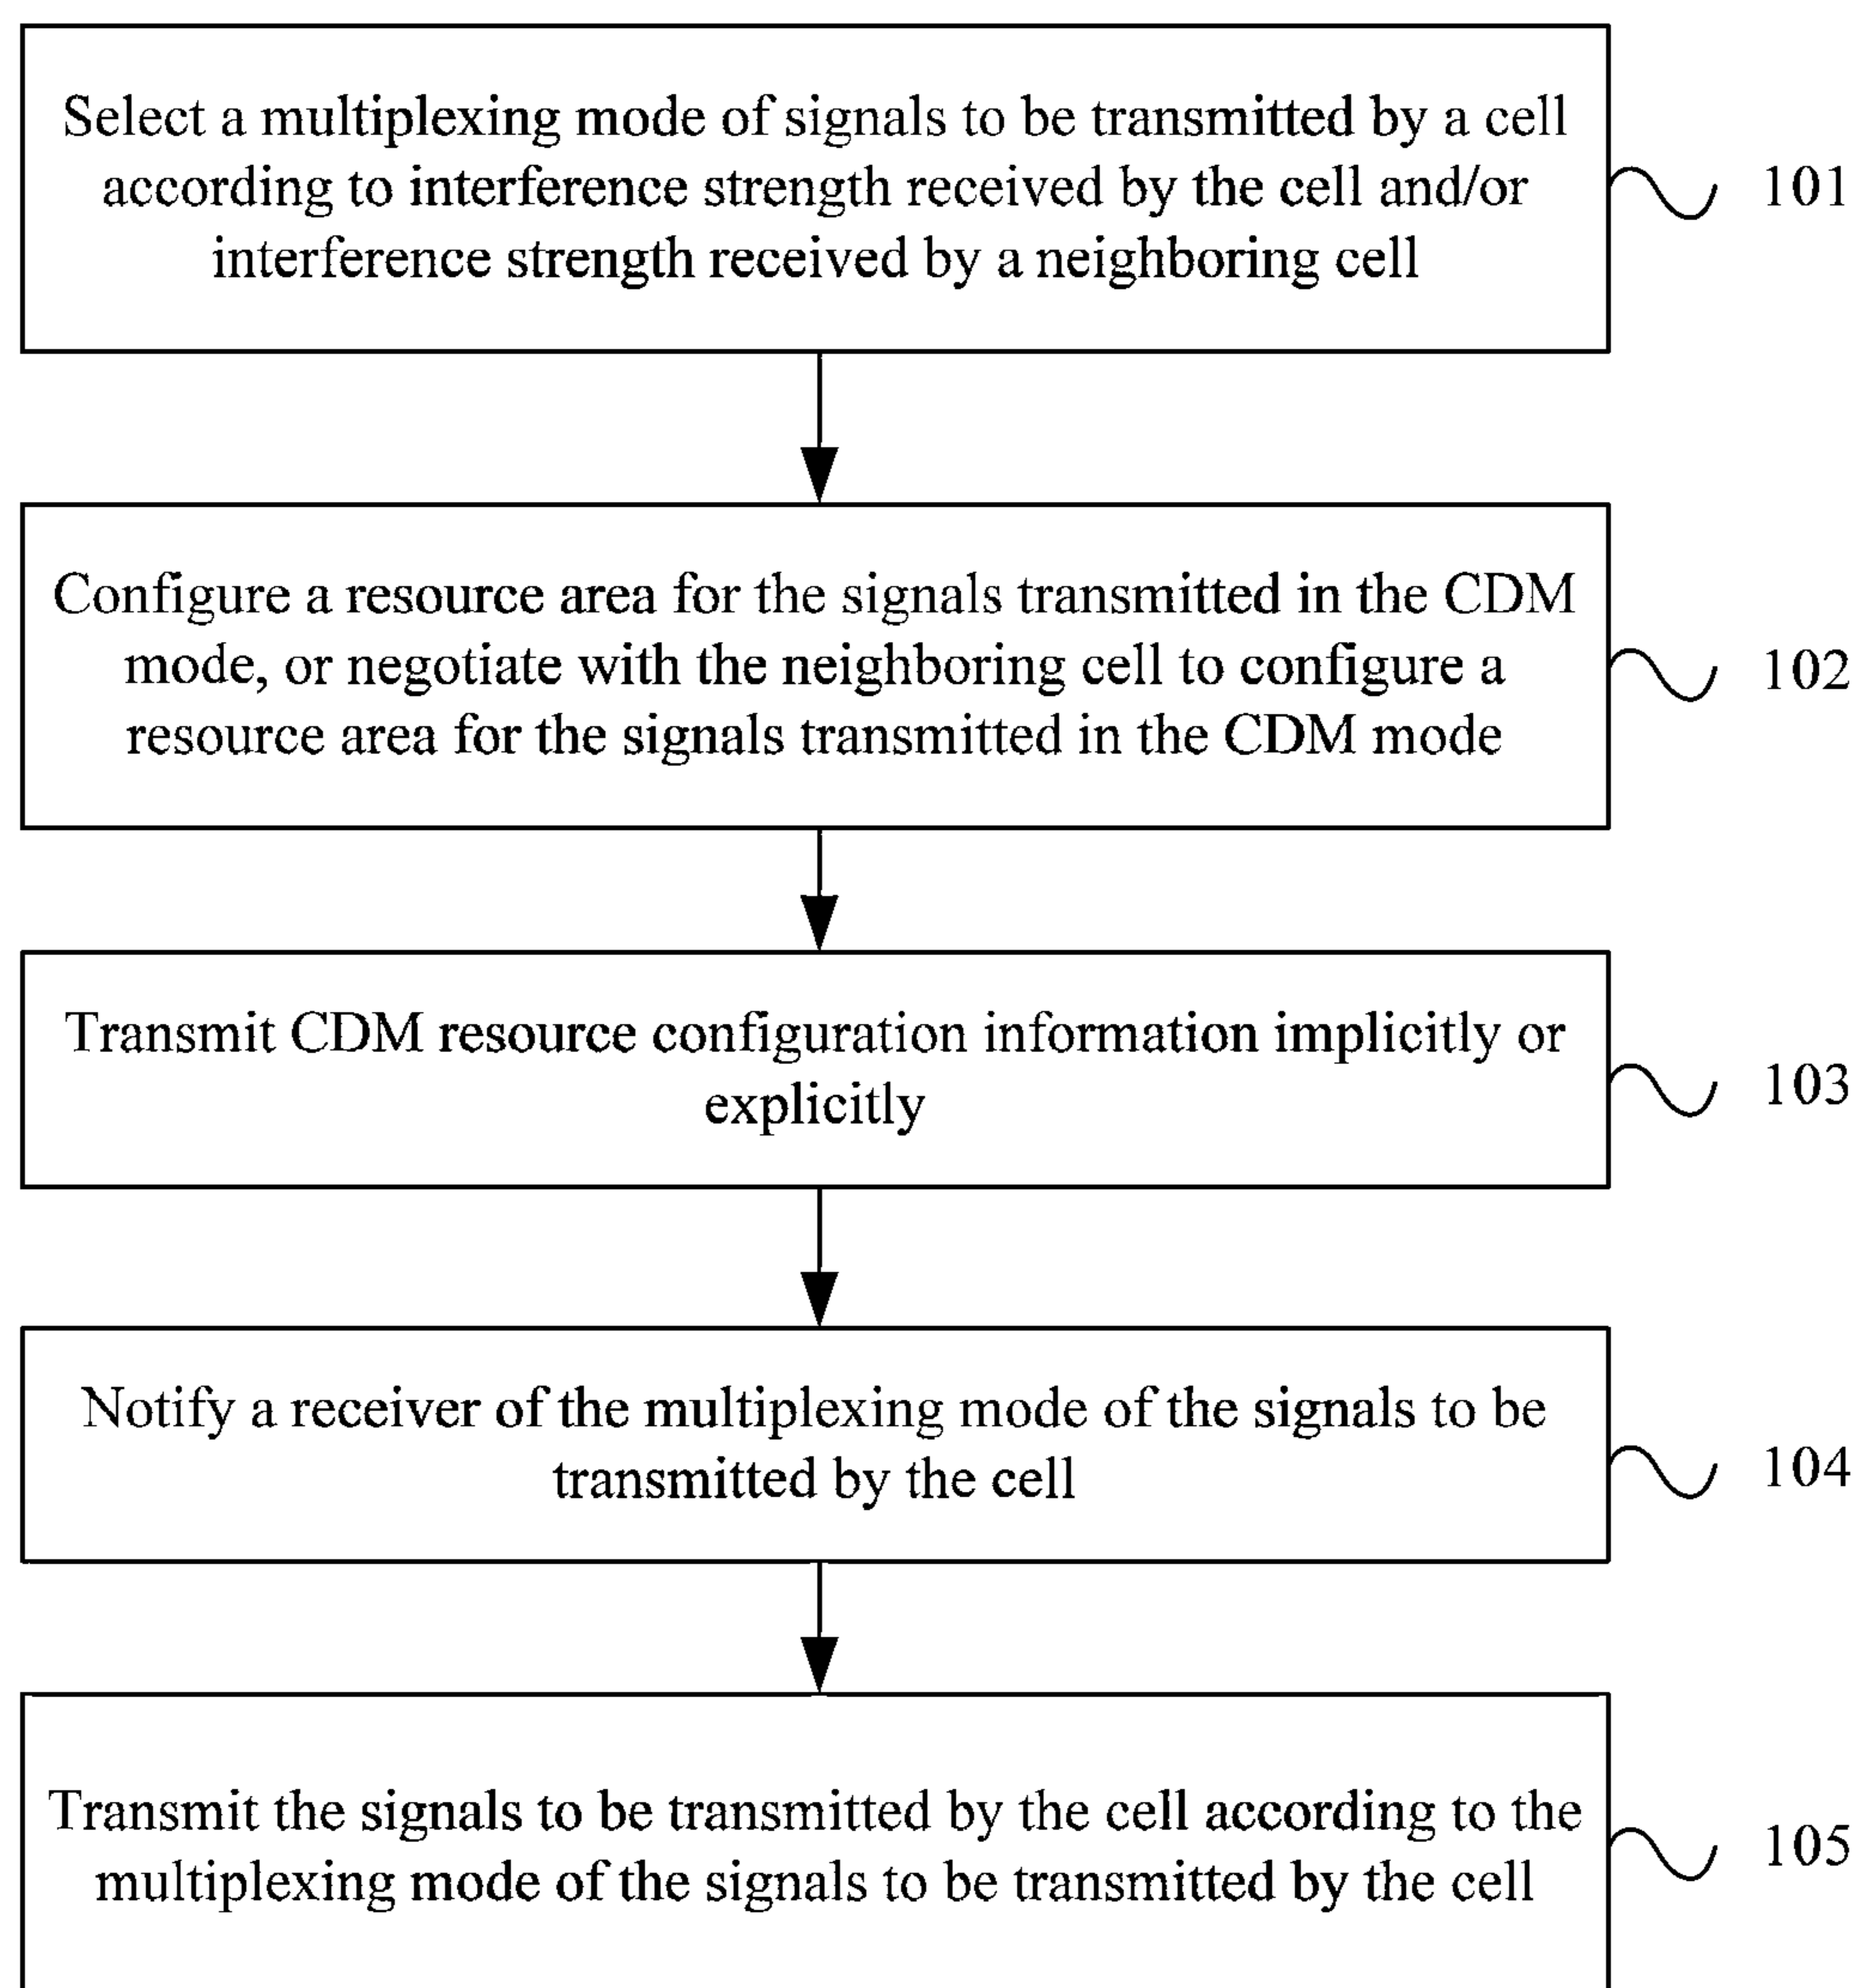 Select a multiplexing mode of signals to be transmitted by a cell
according to interference strength received by the cell and/or
interference strength received by a neighboring cell
101
Configure a resource area for the signals transmitted in the CDM
mode, or negotiate with the neighboring cell to configure a
resource area for the signals transmitted in the CDM mode
102
Transmit CDM resource configuration information implicitly or
explicitly
103
Notify a receiver of the multiplexing mode of the signals to be
transmitted by the cell
104
Transmit the signals to be transmitted by the cell according to the
multiplexing mode of the signals to be transmitted by the cell
105